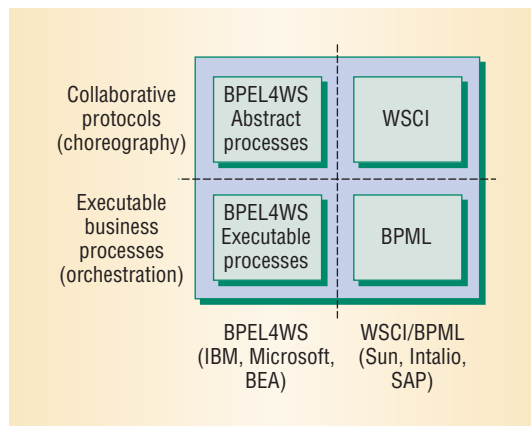 Collaborative
protocols
(choreography)
BPEL4WS
Abstract
processes
WSCI
Executable
business
processes
(orchestration)
BPEL4WS
Executable
processes
BPML
BPEL4WS
(IBM, Microsoft,
BEA)
WSCI/BPML
(Sun, Intalio,
SAP)